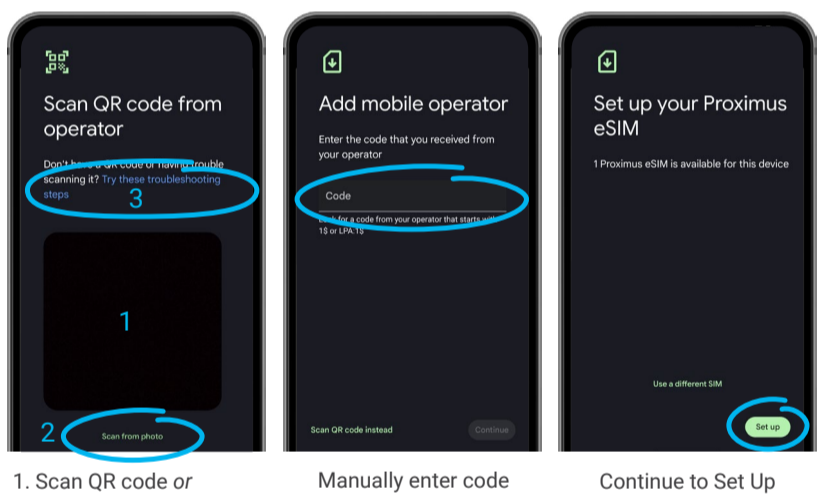 Scan QR code from
operator
Don't have a QR code or having trouble
scanning it? Try these troubleshooting
steps
3
1
2
Scan from photo
1. Scan QR code or
Add mobile operator
Enter the code that you received from
your operator
Code
Look for a code from your operator that starts with
1$ or LPA:1$
Scan QR code instead
Continue
Manually enter code
Set up your Proximus
eSIM
1 Proximus eSIM is available for this device
Use a different SIM
Set up
Continue to Set Up